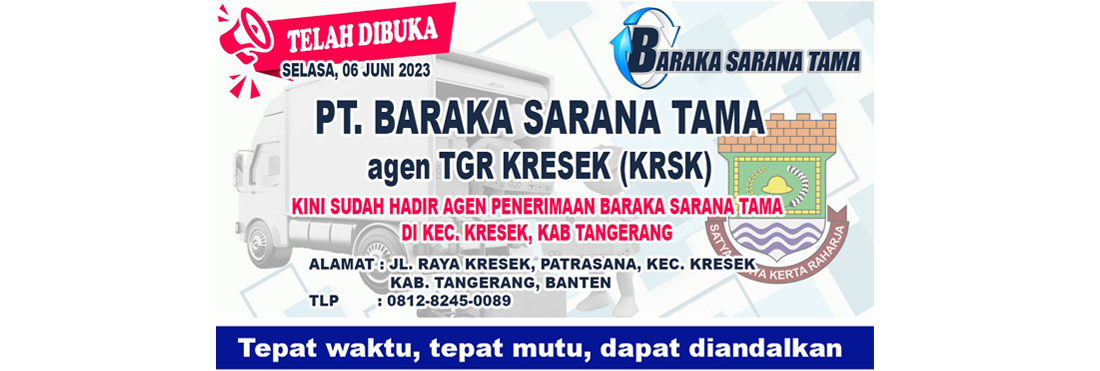 TELAH DIBUKA
SELASA, 06 JUNI 2023
BARAKA SARANA TAMA
PT. BARAKA SARANA TAMA
agen TGR KRESEK (KRSK)
KINI SUDAH HADIR AGEN PENERIMAAN BARAKA SARANA TAMA
DI KEC. KRESEK, KAB TANGERANG
ALAMAT : JL. RAYA KRESEK, PATRASANA, KEC. KRESEK
KAB. TANGERANG, BANTEN
TLP : 0812-8245-0089
KERTA RAHARJA
Tepat waktu, tepat mutu, dapat diandalkan